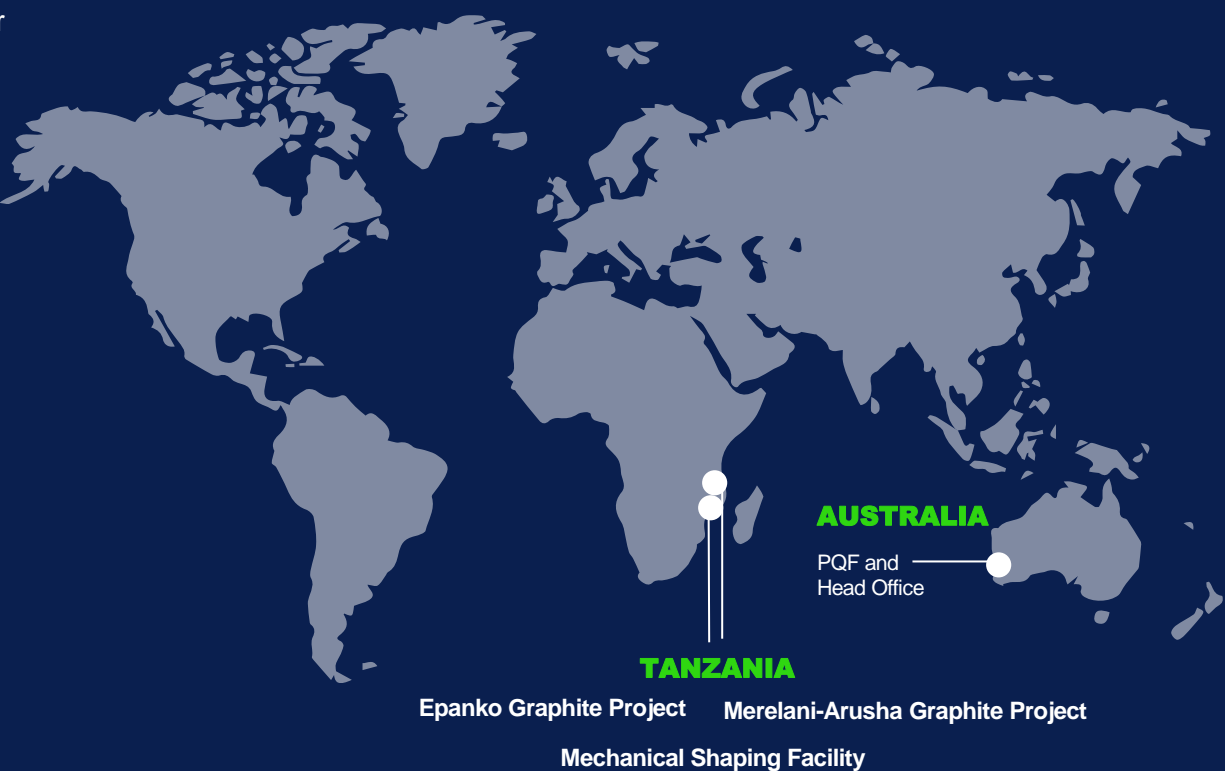 r
AUSTRALIA
PQF and
Head Office
TANZANIA
Epanko Graphite Project
Merelani-Arusha Graphite Project
Mechanical Shaping Facility